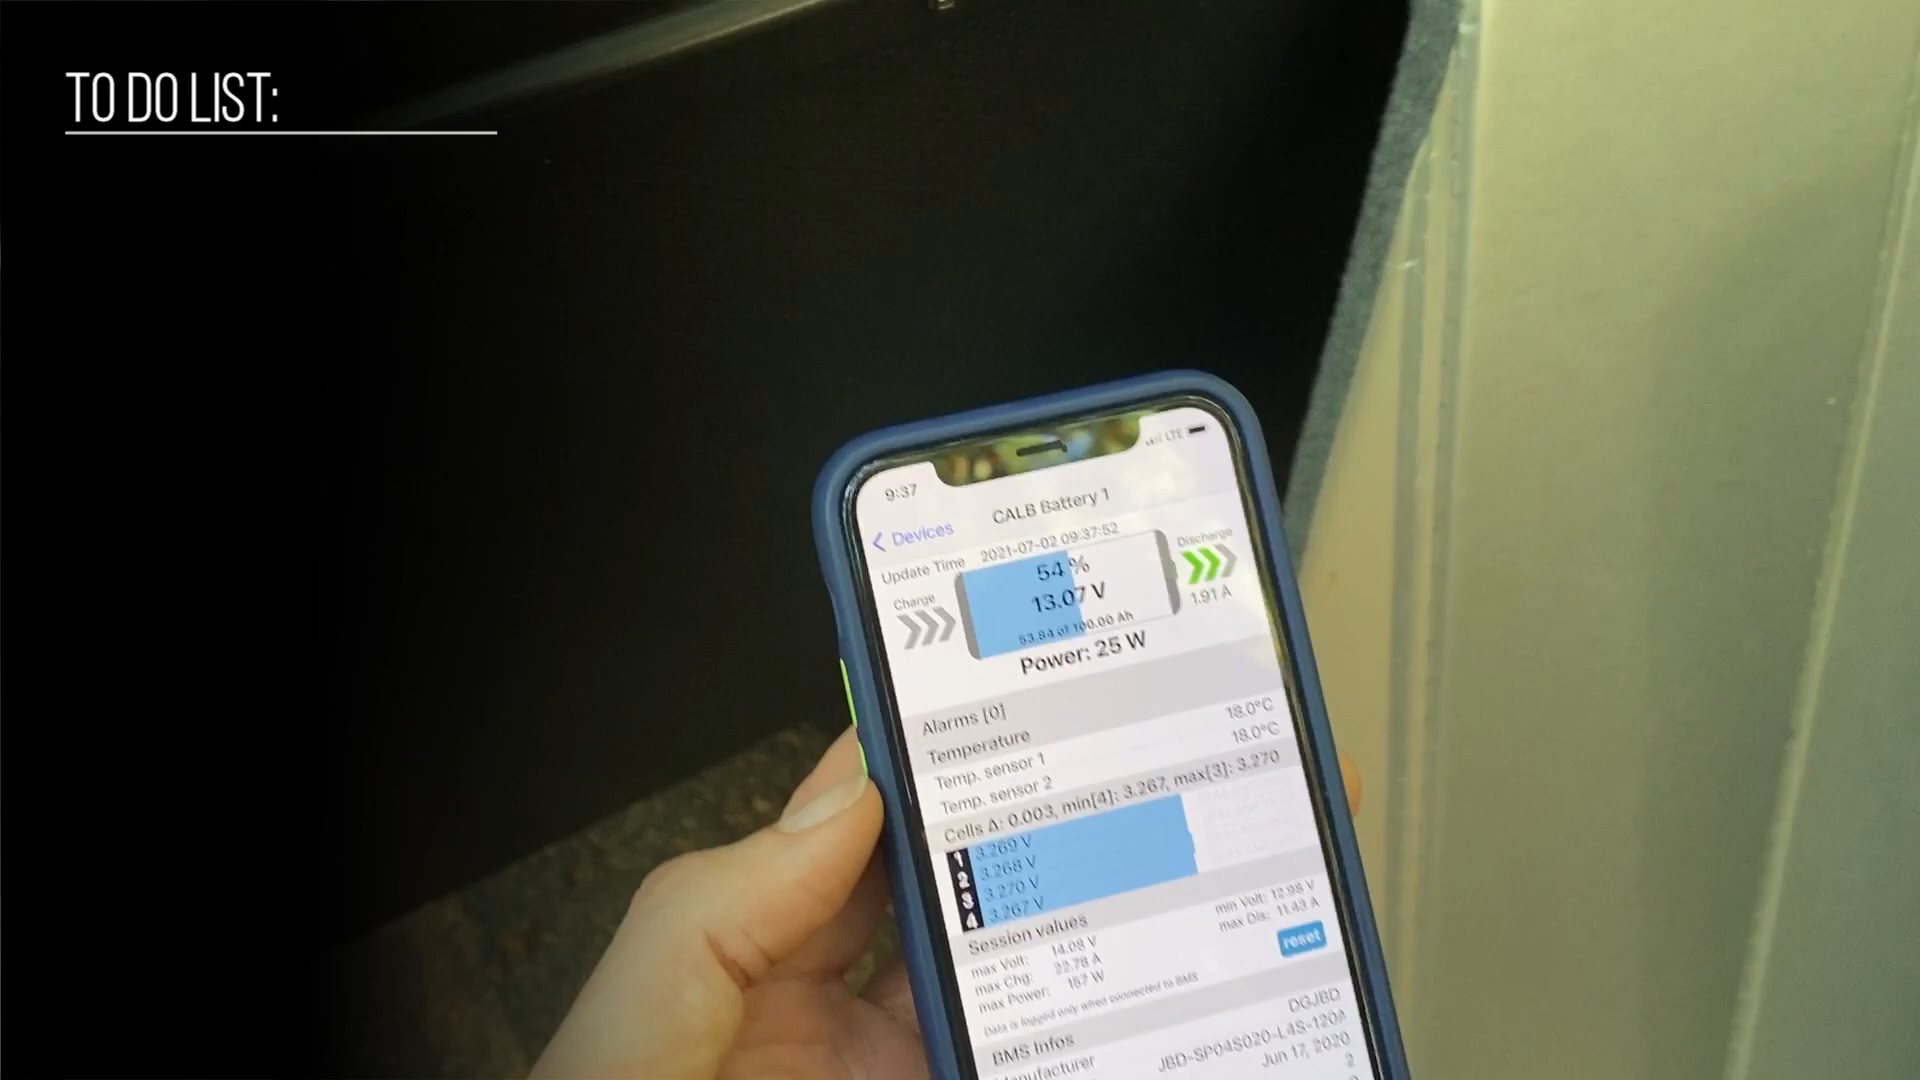 TO DO LIST:
9:37
LTE
Devices
CALB Battery 1
Update Time 2021-07-02 09:37:52
Charge
54 %
13.07 V
53.84 of 100.00 Ah
Discharge
1.91 A
Power: 25 W
Alarms [0]
Temperature
Temp. sensor 1 18.0°C
Temp. sensor 2 18.0°C
Cells Δ: 0.003, min[4]: 3.267, max[3]: 3.270
1 3.269 V
2 3.268 V
3 3.270 V
4 3.267 V
Session values
max Volt: 14.08 V min Volt: 12.98 V
max Chg: 22.78 A max Dis: 11.43 A
max Power: 167 W
reset
Data is logged only when connected to BMS
BMS Infos
Manufacturer DGJBD
JBD-SP04S020-L4S-120A
Jun 17, 2020
2